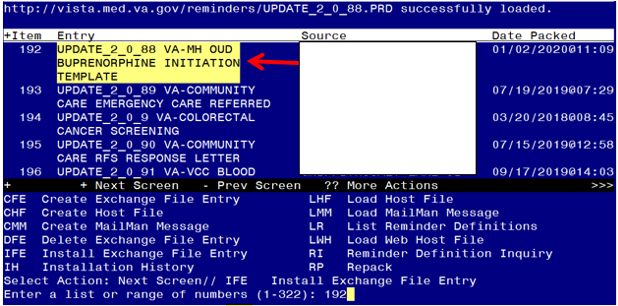 http://vista.med.va.gov/reminders/UPDATE_2_0_88.PRD successfully loaded.
+Item Entry Source Date Packed
192 UPDATE_2_0_88 VA-MH OUD 01/02/2020011:09
BUPRENORPHINE INITIATION
TEMPLATE
193 UPDATE_2_0_89 VA-COMMUNITY 07/19/2019007:29
CARE EMERGENCY CARE REFERRED
194 UPDATE_2_0_9 VA-COLORECTAL 03/20/2018008:45
CANCER SCREENING
195 UPDATE_2_0_90 VA-COMMUNITY 07/15/2019012:58
CARE RFS RESPONSE LETTER
196 UPDATE_2_0_91 VA-VCC BLOOD 09/17/2019014:03
+ + Next Screen - Prev Screen ?? More Actions >>>
CFE Create Exchange File Entry LHF Load Host File
CHF Create Host File LMM Load MailMan Message
CMM Create MailMan Message LR List Reminder Definitions
DFE Delete Exchange File Entry LWH Load Web Host File
IFE Install Exchange File Entry RI Reminder Definition Inquiry
IH Installation History RP Repack
Select Action: Next Screen// IFE Install Exchange File Entry
Enter a list or range of numbers (1-322): 192